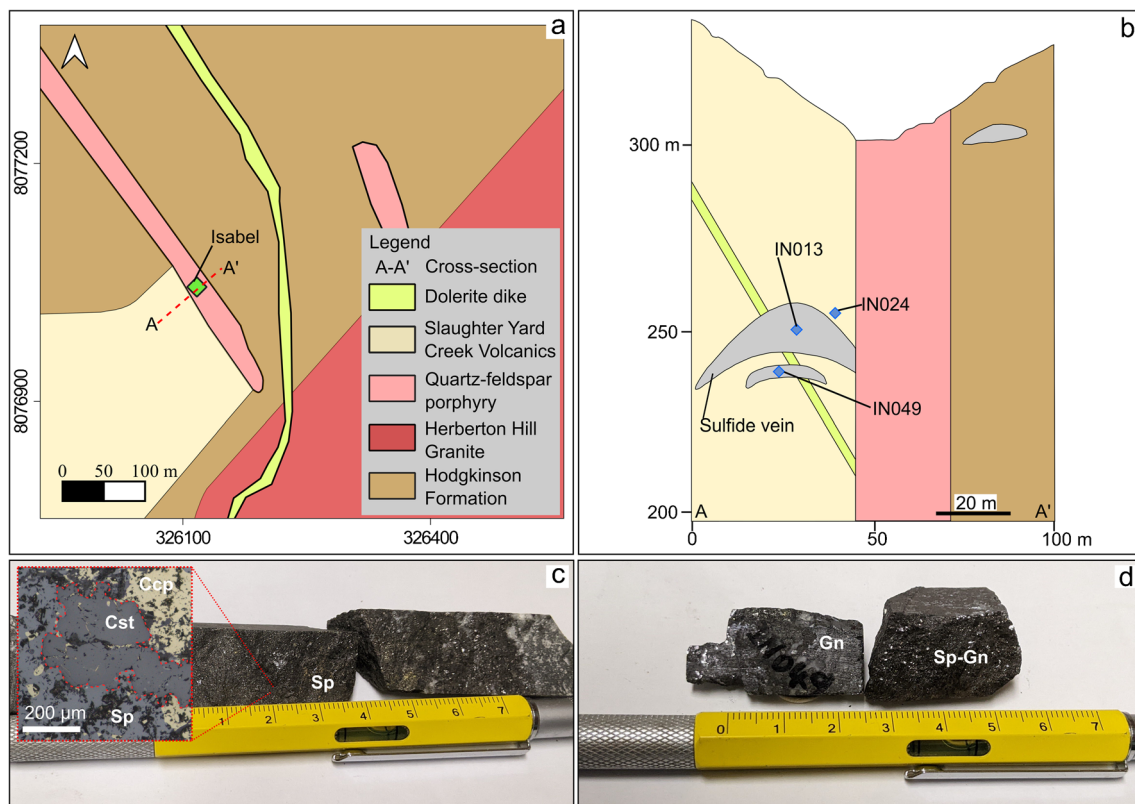 a
8077200
8076900
Isabel
A'
A
0 50 100 m
Legend
A-A' Cross-section
Dolerite dike
Slaughter Yard
Creek Volcanics
Quartz-feldspar
porphyry
Herberton Hill
Granite
Hodgkinson
Formation
326100
326400
b
300 m
250
200
IN013
IN024
IN049
Sulfide vein
20 m
A
A'
0
50
100 m
c
Ccp
Cst
Sp
200 µm
Sp
1 2 3 4 5 6 7
d
Gn
Sp-Gn
0 1 2 3 4 5 6 7